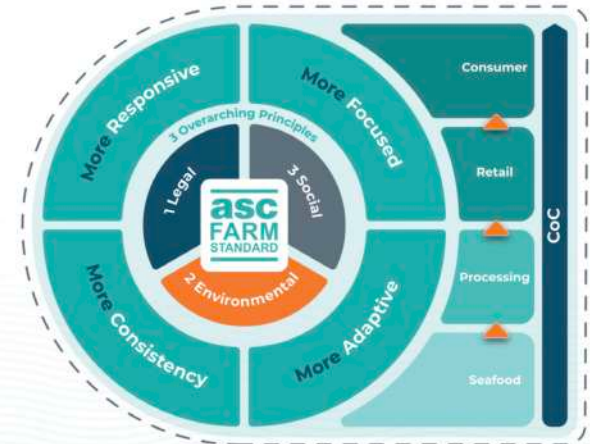 More Responsive
More Focused
3 Overarching Principles
1 Legal
3 Social
asc
FARM
STANDARD
2 Environmental
More Consistency
More Adaptive
Consumer
Retail
Processing
Seafood
CoC